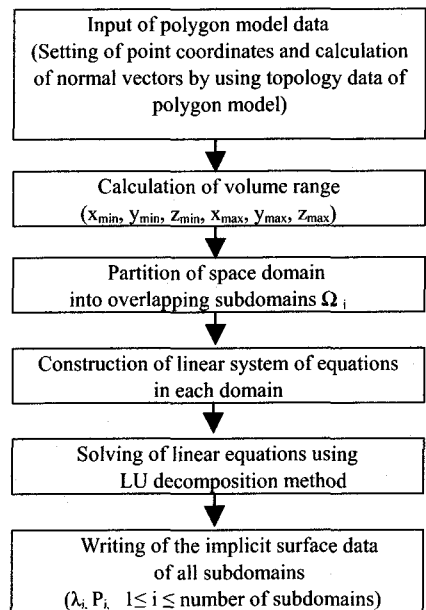 Input of polygon model data
(Setting of point coordinates and calculation
of normal vectors by using topology data of
polygon model)
Calculation of volume range
(xmin, ymin, zmin, xmax, ymax, zmax)
Partition of space domain
into overlapping subdomains Ω i
Construction of linear system of equations
in each domain
Solving of linear equations using
LU decomposition method
Writing of the implicit surface data
of all subdomains
(λi, Pi, 1≤ i ≤ number of subdomains)